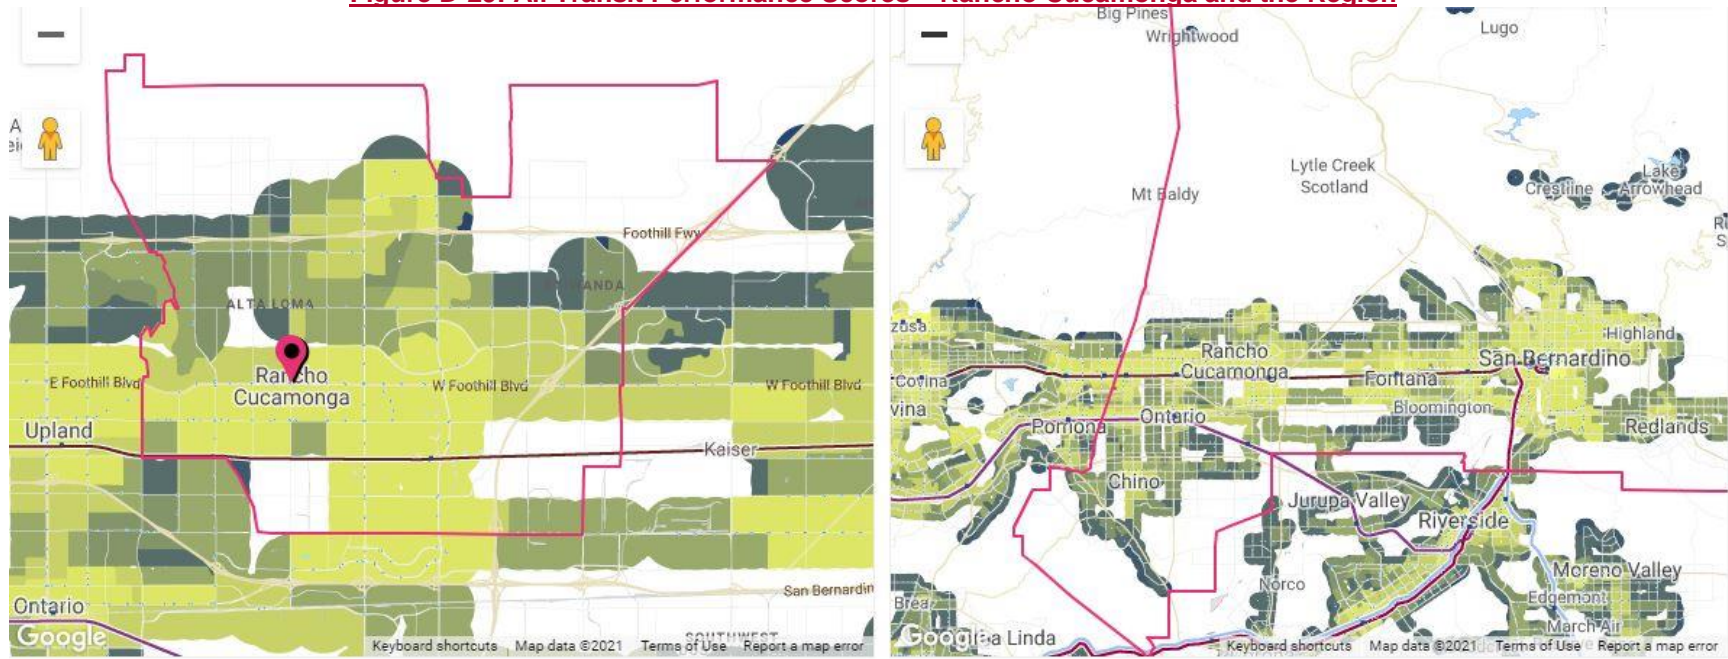 Figure D-23: All Transit Performance Scores – Rancho Cucamonga and the Region
Foothill Fwy
ALTA LOMA
E Foothill Blvd
Rancho
Cucamonga
W Foothill Blvd
W Foothill Blvd
Upland
Kaiser
San Bernardin
Ontario
Google
Keyboard shortcuts
Map data ©2021
Terms of Use
Report a map error
Big Pines
Wrightwood
Lugo
Lytle Creek
Scotland
Mt Baldy
Crestline
Lake
Arrowhead
zusa
Highland
Rancho
Cucamonga
San Bernardino
Covina
Fontana
vina
Bloomington
Pomona
Ontario
Redlands
Chino
Jurupa Valley
Riverside
Norco
Moreno Valley
Edgemont
Brea
March Air
Google
ba Linda
Keyboard shortcuts
Map data ©2021
Terms of Use
Report a map error